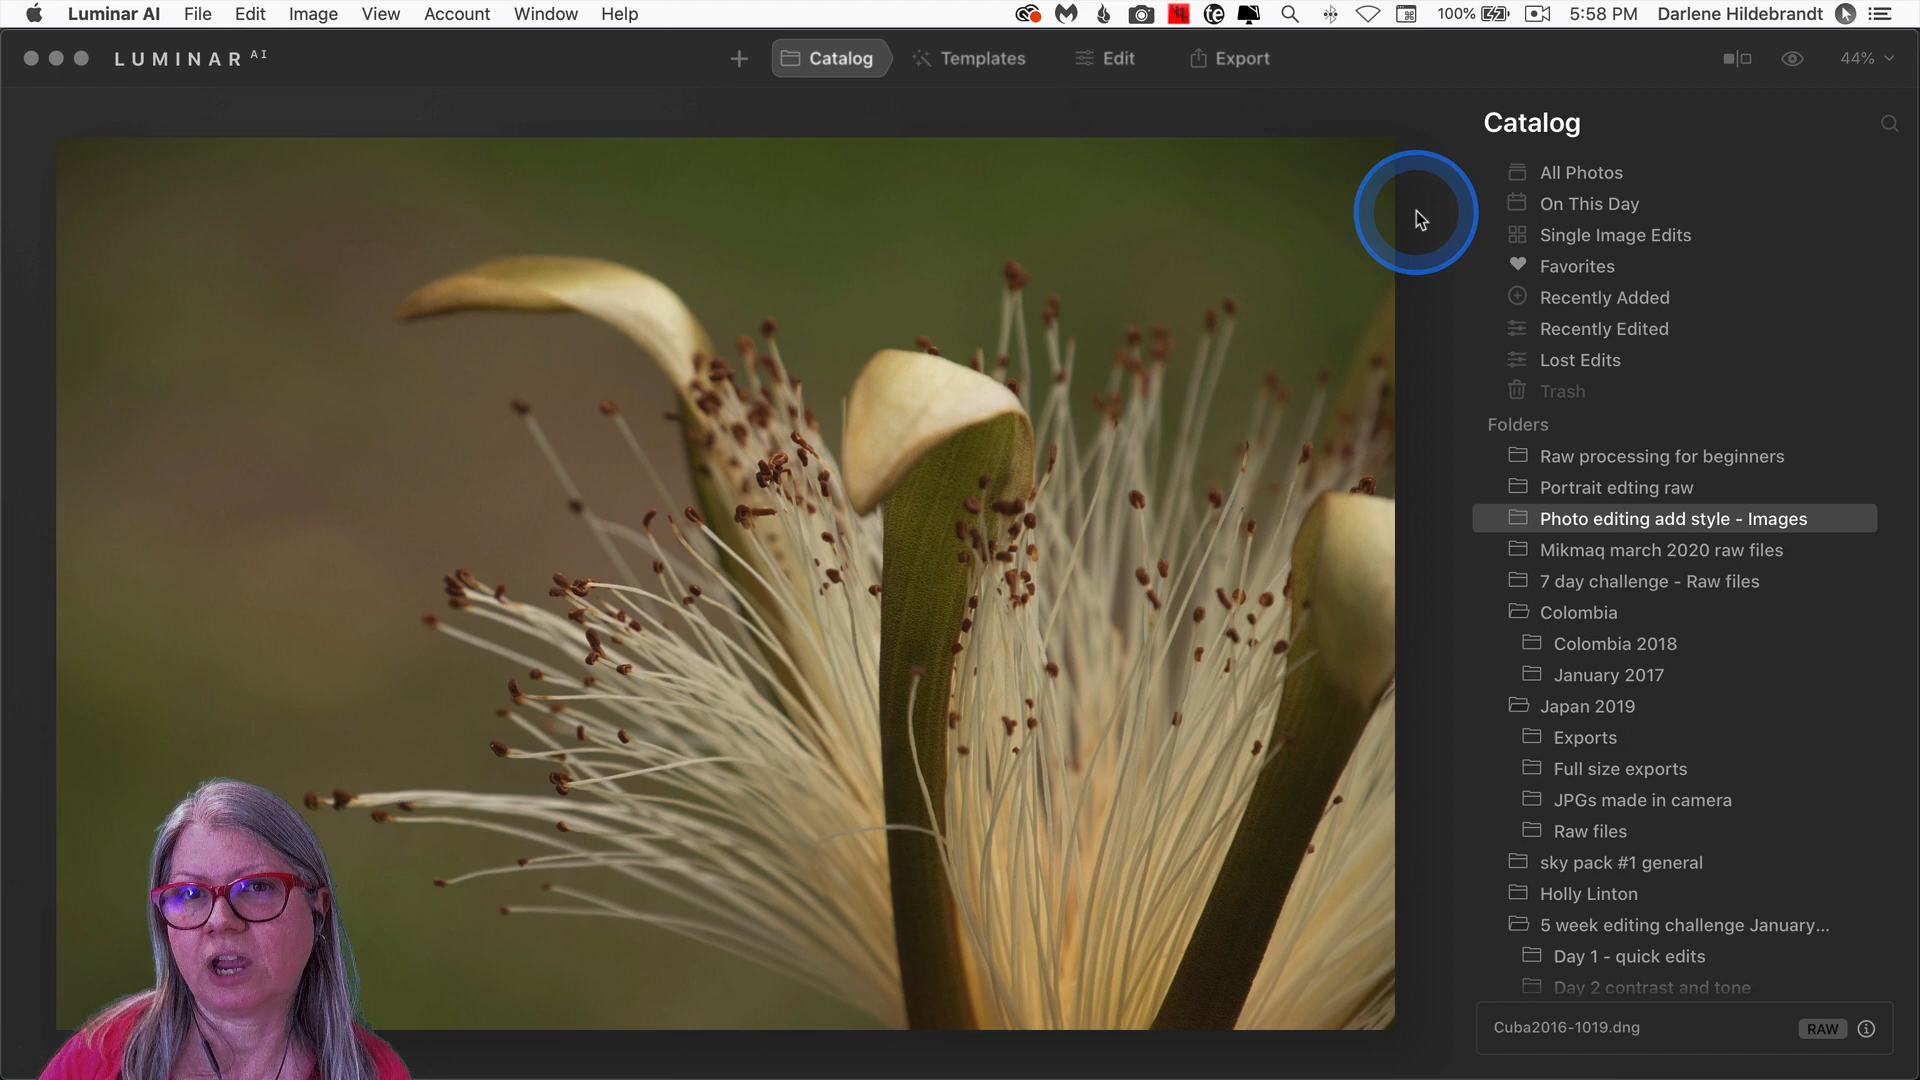 Luminar AI File Edit Image View Account Window Help 100% 5:58 PM Darlene Hildebrandt
LUMINAR AI Catalog Templates Edit Export 44%
Catalog
All Photos
On This Day
Single Image Edits
Favorites
Recently Added
Recently Edited
Lost Edits
Trash
Folders
Raw processing for beginners
Portrait edting raw
Photo editing add style - Images
Mikmaq march 2020 raw files
7 day challenge - Raw files
Colombia
Colombia 2018
January 2017
Japan 2019
Exports
Full size exports
JPGs made in camera
Raw files
sky pack #1 general
Holly Linton
5 week editing challenge January...
Day 1 - quick edits
Day 2 contrast and tone
Cuba2016-1019.dng RAW